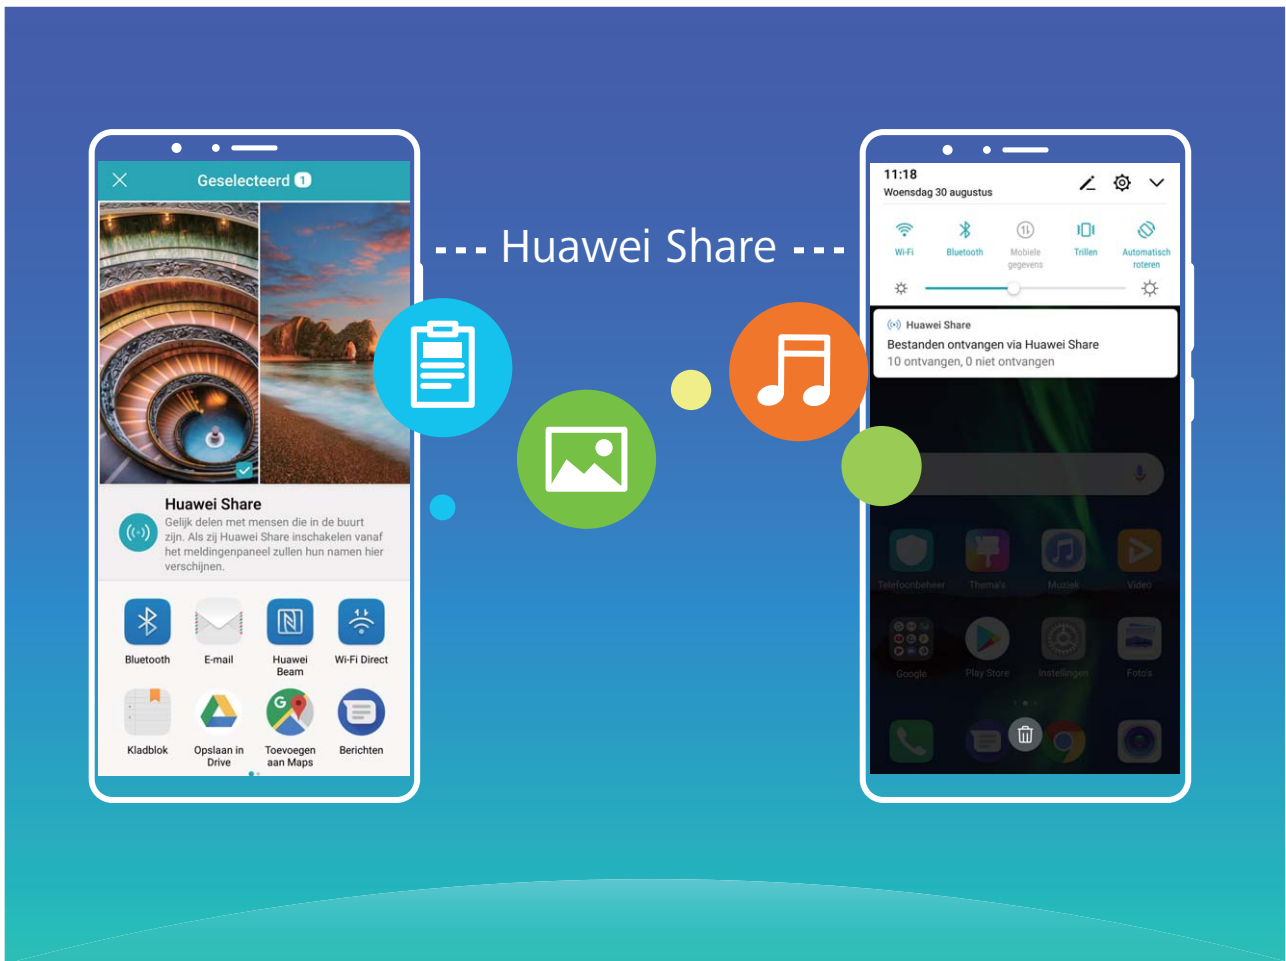 Geselecteerd 1
Huawei Share
Gelijk delen met mensen die in de buurt
zijn. Als zij Huawei Share inschakelen vanaf
het meldingenpaneel zullen hun namen hier
verschijnen.
Bluetooth
E-mail
Huawei
Beam
Wi-Fi Direct
Kladblok
Opslaan in
Drive
Toevoegen
aan Maps
Berichten
Huawei Share
11:18
Woensdag 30 augustus
Wi-Fi
Bluetooth
Mobiele
gegevens
Trillen
Automatisch
roteren
Huawei Share
Bestanden ontvangen via Huawei Share
10 ontvangen, 0 niet ontvangen
Telefoonbeheer
Thema's
Muziek
Video
Google
Play Store
Instellingen
Foto's